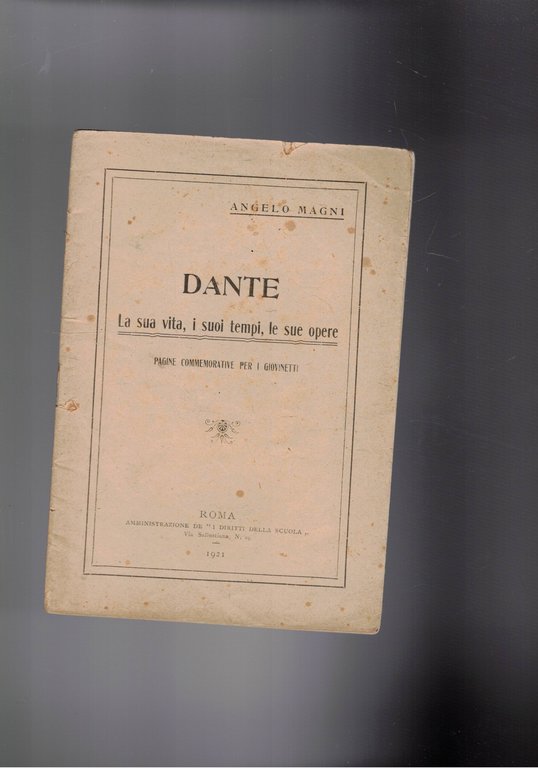 ANGELO MAGNI
DANTE
La sua vita, i suoi tempi, le sue opere
PAGINE COMMEMORATIVE PER I GIOVINETTI
ROMA
AMMINISTRAZIONE DE "I DIRITTI DELLA SCUOLA„
Via Sallustiana, N.
1921